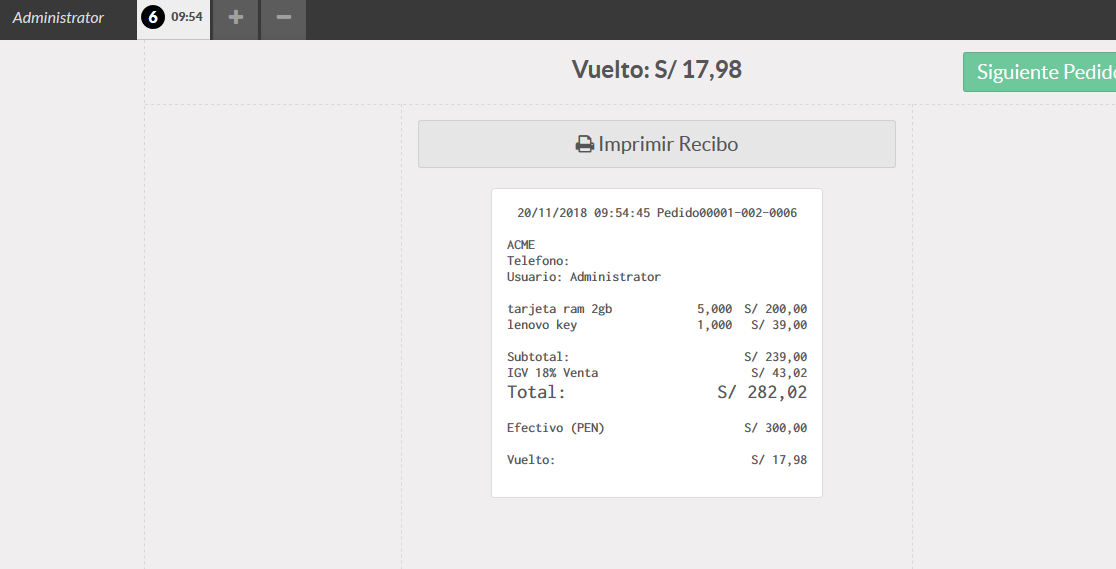 Administrator 6 09:54 + −
Vuelto: S/ 17,98
Siguiente Pedido
Imprimir Recibo
20/11/2018 09:54:45 Pedido00001-002-0006
ACME
Telefono:
Usuario: Administrator
tarjeta ram 2gb 5,000 S/ 200,00
lenovo key 1,000 S/ 39,00
Subtotal: S/ 239,00
IGV 18% Venta S/ 43,02
Total: S/ 282,02
Efectivo (PEN) S/ 300,00
Vuelto: S/ 17,98